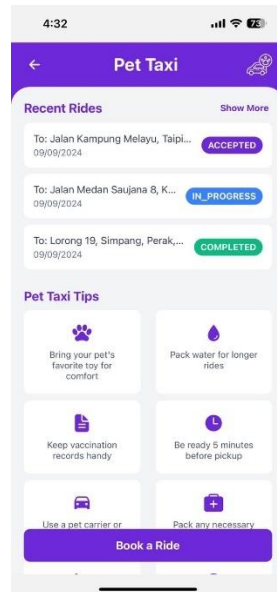 4:32
73
Pet Taxi
Recent Rides
Show More
To: Jalan Kampung Melayu, Taipi...
09/09/2024
ACCEPTED
To: Jalan Medan Saujana 8, K...
09/09/2024
IN_PROGRESS
To: Lorong 19, Simpang, Perak,...
09/09/2024
COMPLETED
Pet Taxi Tips
Bring your pet's
favorite toy for
comfort
Pack water for longer
rides
Keep vaccination
records handy
Be ready 5 minutes
before pickup
Use a pet carrier or
Pack any necessary
Book a Ride